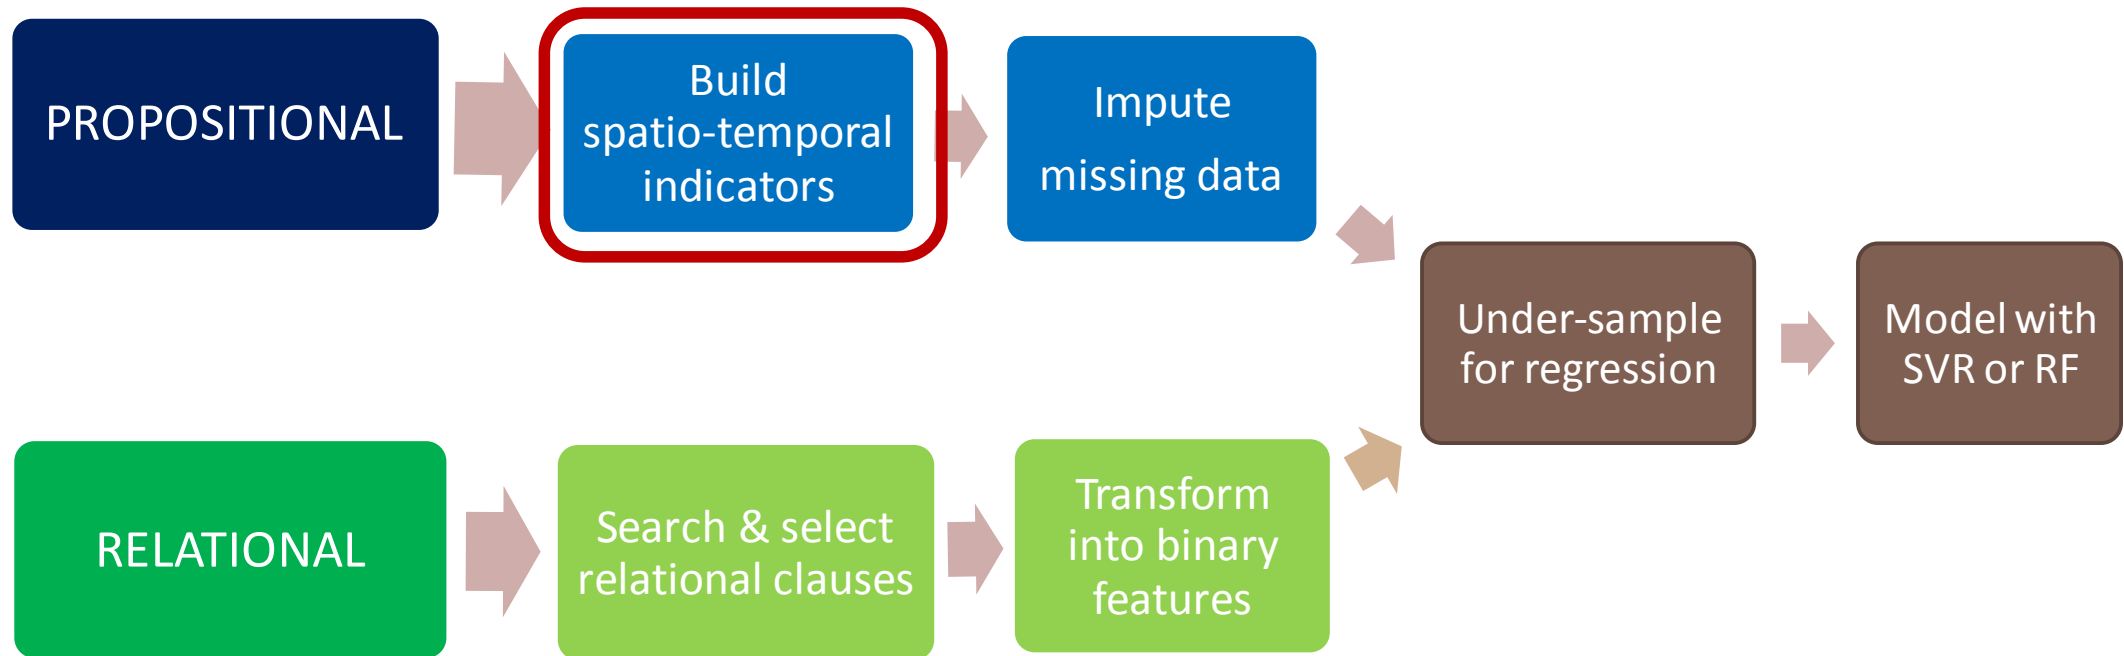 PROPOSITIONAL
Build
spatio-temporal
indicators
Impute
missing data
Under-sample
for regression
Model with
SVR or RF
RELATIONAL
Search & select
relational clauses
Transform
into binary
features